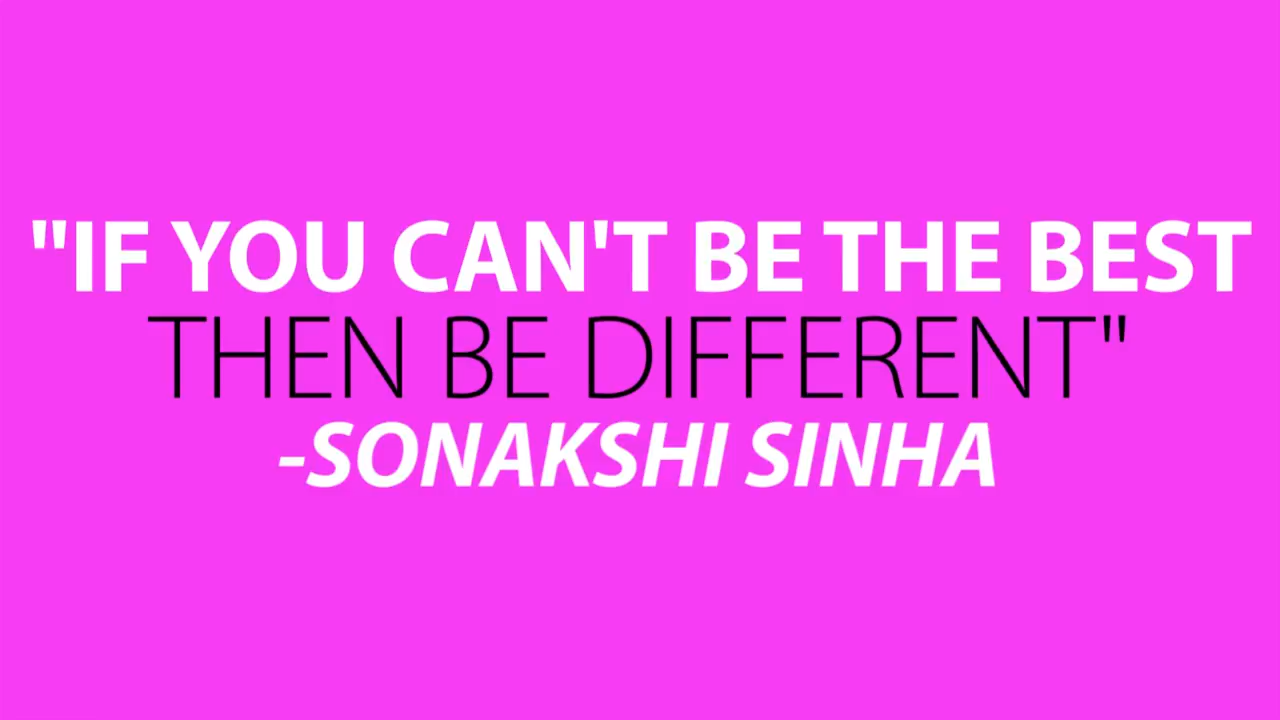 "IF YOU CAN'T BE THE BEST
THEN BE DIFFERENT"
-SONAKSHI SINHA